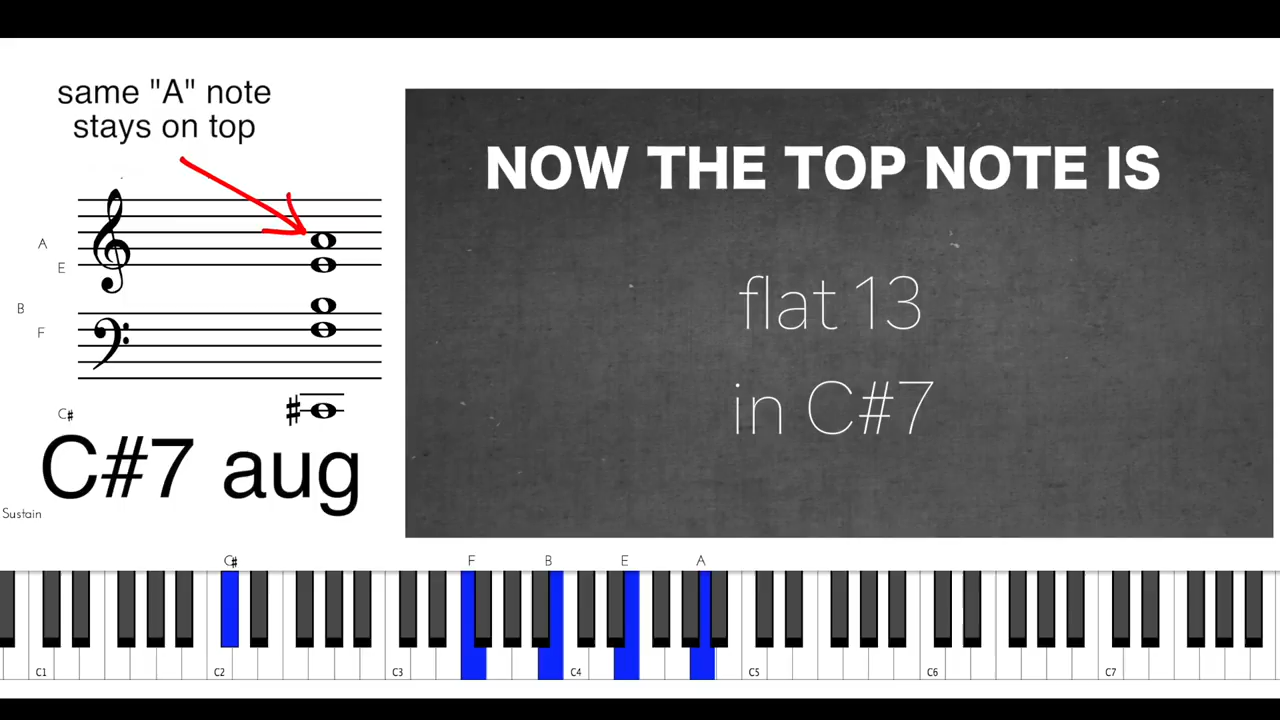 same "A" note
stays on top
NOW THE TOP NOTE IS
flat 13
in C#7
A
E
B
F
C#
C#7 aug
Sustain
C# F B E A
C1 C2 C3 C4 C5 C6 C7